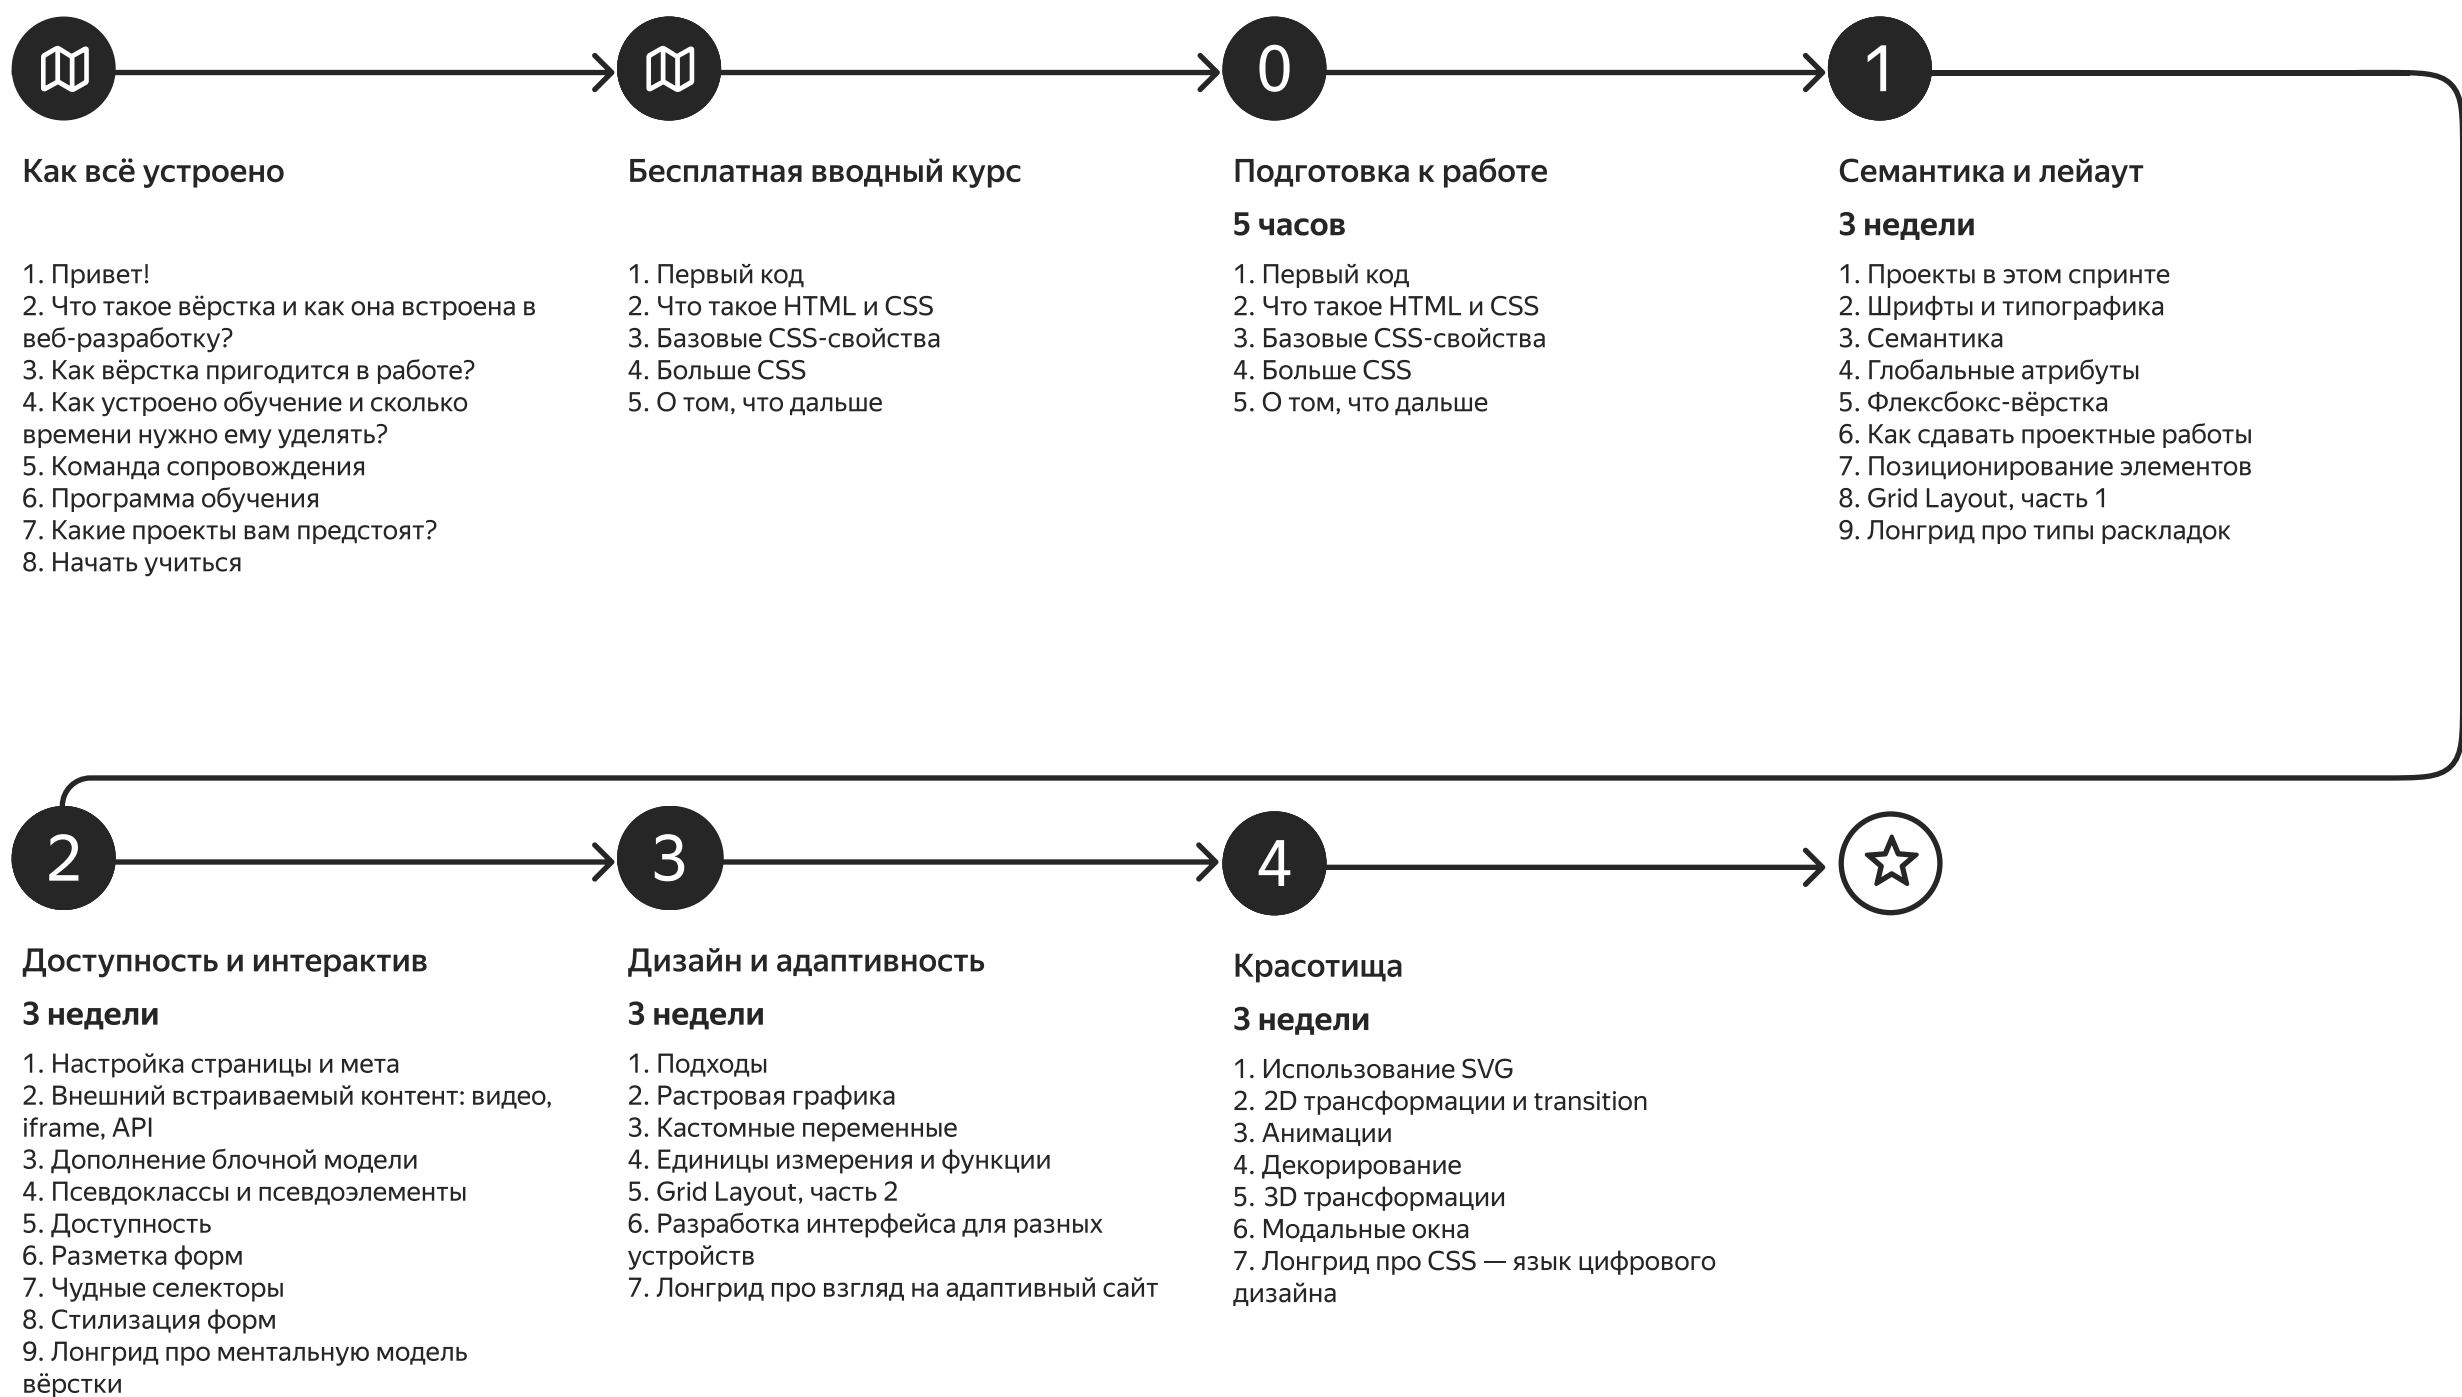 0
1
Как всё устроено
1. Привет!
2. Что такое вёрстка и как она встроена в
веб-разработку?
3. Как вёрстка пригодится в работе?
4. Как устроено обучение и сколько
времени нужно ему уделять?
5. Команда сопровождения
6. Программа обучения
7. Какие проекты вам предстоят?
8. Начать учиться
Бесплатная вводный курс
1. Первый код
2. Что такое HTML и CSS
3. Базовые CSS-свойства
4. Больше CSS
5. О том, что дальше
Подготовка к работе
5 часов
1. Первый код
2. Что такое HTML и CSS
3. Базовые CSS-свойства
4. Больше CSS
5. О том, что дальше
Семантика и лейаут
3 недели
1. Проекты в этом спринте
2. Шрифты и типографика
3. Семантика
4. Глобальные атрибуты
5. Флексбокс-вёрстка
6. Как сдавать проектные работы
7. Позиционирование элементов
8. Grid Layout, часть 1
9. Лонгрид про типы раскладок
2
3
4
Доступность и интерактив
3 недели
1. Настройка страницы и мета
2. Внешний встраиваемый контент: видео,
iframe, API
3. Дополнение блочной модели
4. Псевдоклассы и псевдоэлементы
5. Доступность
6. Разметка форм
7. Чудные селекторы
8. Стилизация форм
9. Лонгрид про ментальную модель
вёрстки
Дизайн и адаптивность
3 недели
1. Подходы
2. Растровая графика
3. Кастомные переменные
4. Единицы измерения и функции
5. Grid Layout, часть 2
6. Разработка интерфейса для разных
устройств
7. Лонгрид про взгляд на адаптивный сайт
Красотища
3 недели
1. Использование SVG
2. 2D трансформации и transition
3. Анимации
4. Декорирование
5. 3D трансформации
6. Модальные окна
7. Лонгрид про CSS — язык цифрового
дизайна